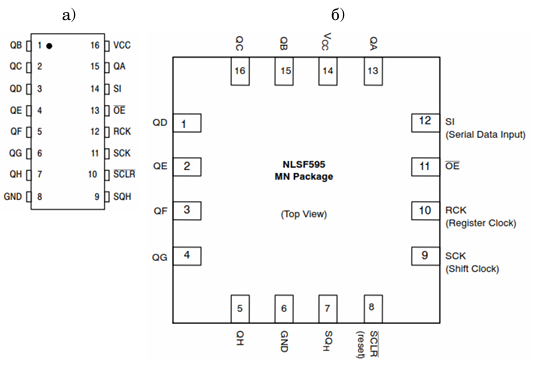 а)
QB 1 16 VCC
QC 2 15 QA
QD 3 14 SI
QE 4 13 OE
QF 5 12 RCK
QG 6 11 SCK
QH 7 10 SCLR
GND 8 9 SQH
б)
QC QB VCC QA
16 15 14 13
QD 1 12 SI
(Serial Data Input)
QE 2 NLSF595 11 OE
MN Package
QF 3 (Top View) 10 RCK
(Register Clock)
QG 4 9 SCK
(Shift Clock)
5 6 7 8
QH GND SQH SCLR
(reset)